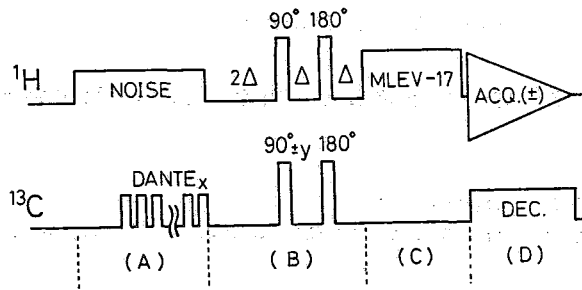 90° 180°
¹H NOISE 2Δ Δ Δ MLEV-17 ACQ.(±)
90°±y 180°
¹³C DANTEx DEC.
(A) (B) (C) (D)